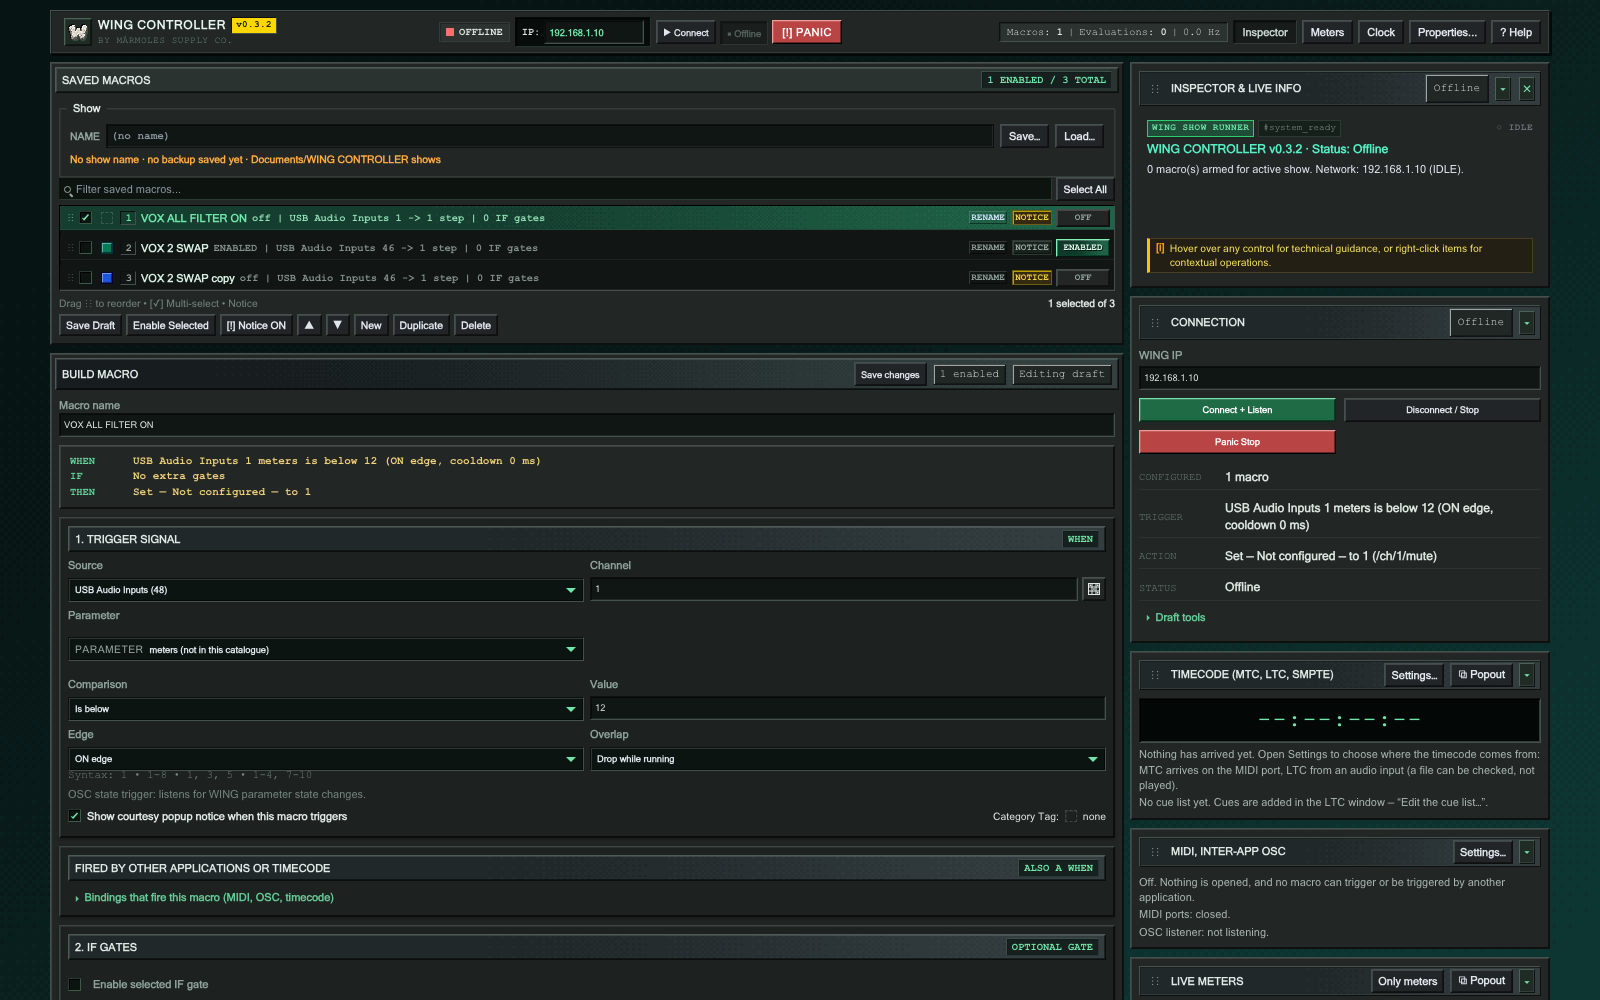 WING CONTROLLER v0.3.2
BY MÁRMOLES SUPPLY CO.
OFFLINE
IP: 192.168.1.10
Connect
Offline
[!] PANIC
Macros: 1 | Evaluations: 0 | 0.0 Hz
Inspector
Meters
Clock
Properties...
? Help
SAVED MACROS
1 ENABLED / 3 TOTAL
Show
NAME (no name)
Save...
Load...
No show name · no backup saved yet · Documents/WING CONTROLLER shows
Filter saved macros...
Select All
1 VOX ALL FILTER ON off | USB Audio Inputs 1 -> 1 step | 0 IF gates RENAME NOTICE OFF
2 VOX 2 SWAP ENABLED | USB Audio Inputs 46 -> 1 step | 0 IF gates RENAME NOTICE ENABLED
3 VOX 2 SWAP copy off | USB Audio Inputs 46 -> 1 step | 0 IF gates RENAME NOTICE OFF
Drag ⁝⁝ to reorder • [✓] Multi-select • Notice
1 selected of 3
Save Draft
Enable Selected
[!] Notice ON
▲
▼
New
Duplicate
Delete
BUILD MACRO
Save changes
1 enabled
Editing draft
Macro name
VOX ALL FILTER ON
WHEN USB Audio Inputs 1 meters is below 12 (ON edge, cooldown 0 ms)
IF No extra gates
THEN Set — Not configured — to 1
1. TRIGGER SIGNAL
WHEN
Source
Channel
USB Audio Inputs (48)
1
Parameter
PARAMETER meters (not in this catalogue)
Comparison
Value
Is below
12
Edge
Overlap
ON edge
Drop while running
Syntax: 1 • 1-8 • 1, 3, 5 • 1-4, 7-10
OSC state trigger: listens for WING parameter state changes.
Show courtesy popup notice when this macro triggers
Category Tag: none
FIRED BY OTHER APPLICATIONS OR TIMECODE
ALSO A WHEN
Bindings that fire this macro (MIDI, OSC, timecode)
2. IF GATES
OPTIONAL GATE
Enable selected IF gate
INSPECTOR & LIVE INFO
Offline
WING SHOW RUNNER
#system_ready
○ IDLE
WING CONTROLLER v0.3.2 · Status: Offline
0 macro(s) armed for active show. Network: 192.168.1.10 (IDLE).
[!] Hover over any control for technical guidance, or right-click items for
contextual operations.
CONNECTION
Offline
WING IP
192.168.1.10
Connect + Listen
Disconnect / Stop
Panic Stop
CONFIGURED 1 macro
TRIGGER USB Audio Inputs 1 meters is below 12 (ON edge,
cooldown 0 ms)
ACTION Set — Not configured — to 1 (/ch/1/mute)
STATUS Offline
Draft tools
TIMECODE (MTC, LTC, SMPTE)
Settings...
Popout
--:--:--:--
Nothing has arrived yet. Open Settings to choose where the timecode comes from:
MTC arrives on the MIDI port, LTC from an audio input (a file can be checked, not
played).
No cue list yet. Cues are added in the LTC window — “Edit the cue list...”.
MIDI, INTER-APP OSC
Settings...
Off. Nothing is opened, and no macro can trigger or be triggered by another
application.
MIDI ports: closed.
OSC listener: not listening.
LIVE METERS
Only meters
Popout